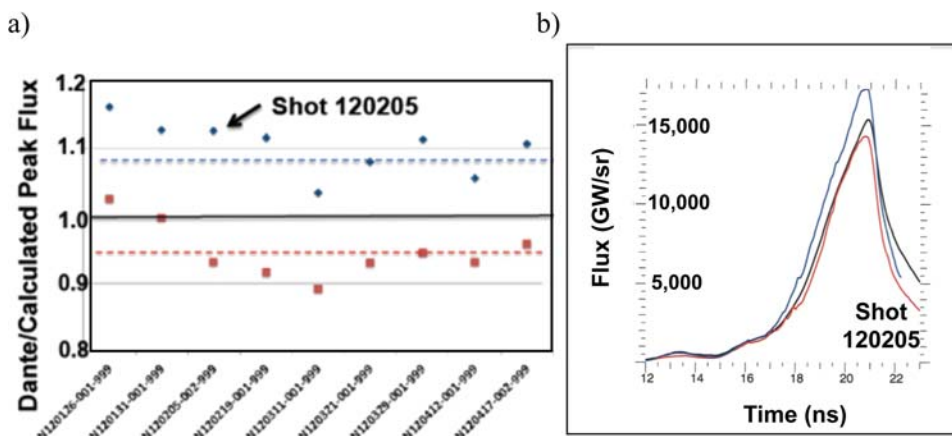 a)
Dante/Calculated Peak Flux
1.2
1.1
1.0
0.9
0.8
Shot 120205
N120126-001-999
N120131-001-999
N120205-002-999
N120219-001-999
N120311-001-999
N120321-001-999
N120329-001-999
N120412-001-999
N120417-002-999
b)
Flux (GW/sr)
15,000
10,000
5,000
Shot
120205
12
14
16
18
20
22
Time (ns)